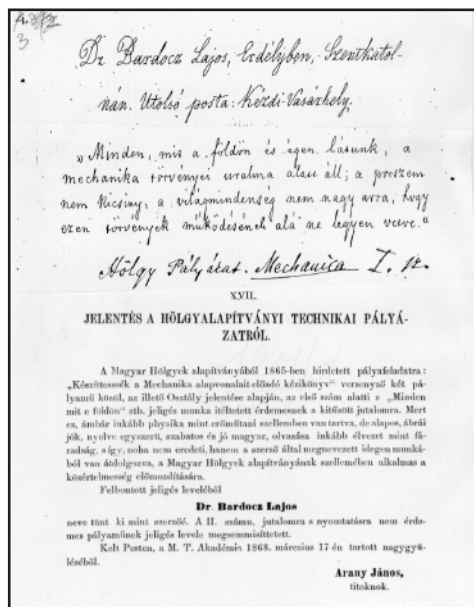 3
Dr. Bardocz Lajos, Erdélyben, Szentkatol-
nán. Utolsó posta: Kézdi-Vásárhely.
„Minden, mit a földön és égen látunk, a
mechanika törvényei uralma alatt áll; a porszem
nem kicsiny, a világmindenség nem nagy arra, hogy
ezen törvények működésének alá ne legyen vetve."
Hölgy Pályázat. Mechanica I. sz.
XVII.
JELENTÉS A HÖLGYALAPÍTVÁNYI TECHNIKAI PÁLYÁ-
ZATRÓL.
A Magyar Hölgyek alapítványából 1865-ben hirdetett pályafeladatra:
„Készíttessék a Mechanika alapvonalait előadó kézikönyv" versenyző két pá-
lyamű közül, az illető Osztály jelentése alapján, az első szám alatti s „Minden
mit e földön" stb. jeligés munka ítéltetett érdemesnek a kitűzött jutalomra. Mert
ez, ámbár inkább physika mint erőműtani szellemben van tartva, de alapos, ábrái
jók, nyelve egyszerű, szabatos és jó magyar, olvasása inkább élvezet mint fá-
radság, s így, noha nem eredeti, hanem a szerző által megnevezett idegen munká-
ból van átdolgozva, a Magyar Hölgyek alapítványának szellemében alkalmas a
közértelmesség előmozdítására.
Felbontott jeligés leveléből
Dr. Bardocz Lajos
neve tünt ki mint szerzőé. A II. számu, jutalomra s nyomtatásra nem érde-
mes pályaműnek jeligés levele megsemmisíttetett.
Kelt Pesten, a M. T. Akadémia 1868. márczius 17-én tartott nagygyü-
léséből.
Arany János,
titoknok.